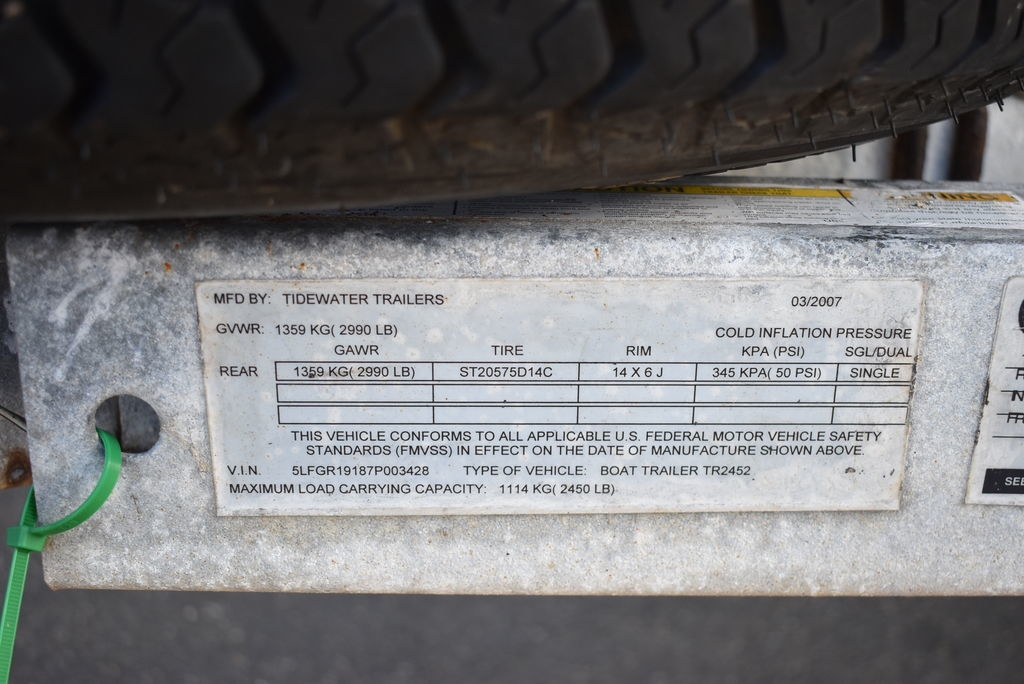 MFD BY: TIDEWATER TRAILERS 03/2007
GVWR: 1359 KG( 2990 LB) COLD INFLATION PRESSURE
GAWR TIRE RIM KPA (PSI) SGL/DUAL
REAR 1359 KG( 2990 LB) ST20575D14C 14 X 6 J 345 KPA( 50 PSI) SINGLE
THIS VEHICLE CONFORMS TO ALL APPLICABLE U.S. FEDERAL MOTOR VEHICLE SAFETY
STANDARDS (FMVSS) IN EFFECT ON THE DATE OF MANUFACTURE SHOWN ABOVE.
V.I.N. 5LFGR19187P003428 TYPE OF VEHICLE: BOAT TRAILER TR2452
MAXIMUM LOAD CARRYING CAPACITY: 1114 KG( 2450 LB)
SEE